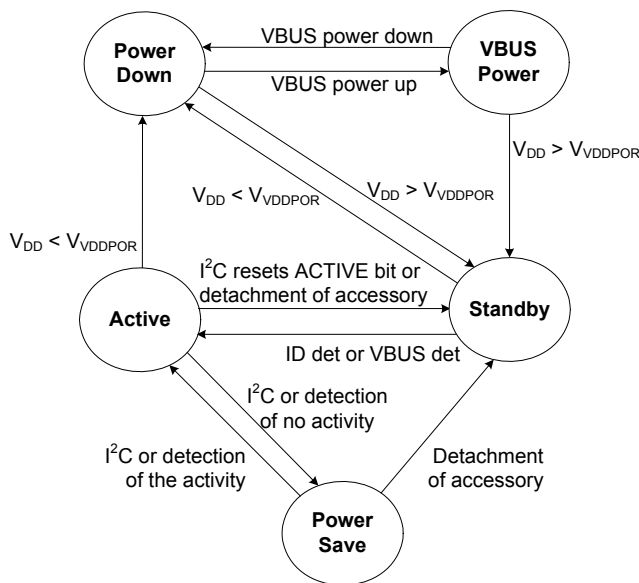 Power
Down
VBUS power down
VBUS power up
VBUS
Power
V_DD > V_VDDPOR
V_DD < V_VDDPOR
V_DD > V_VDDPOR
V_DD < V_VDDPOR
I²C resets ACTIVE bit or
detachment of accessory
Active
Standby
ID det or VBUS det
I²C or detection
of no activity
I²C or detection
of the activity
Detachment
of accessory
Power
Save